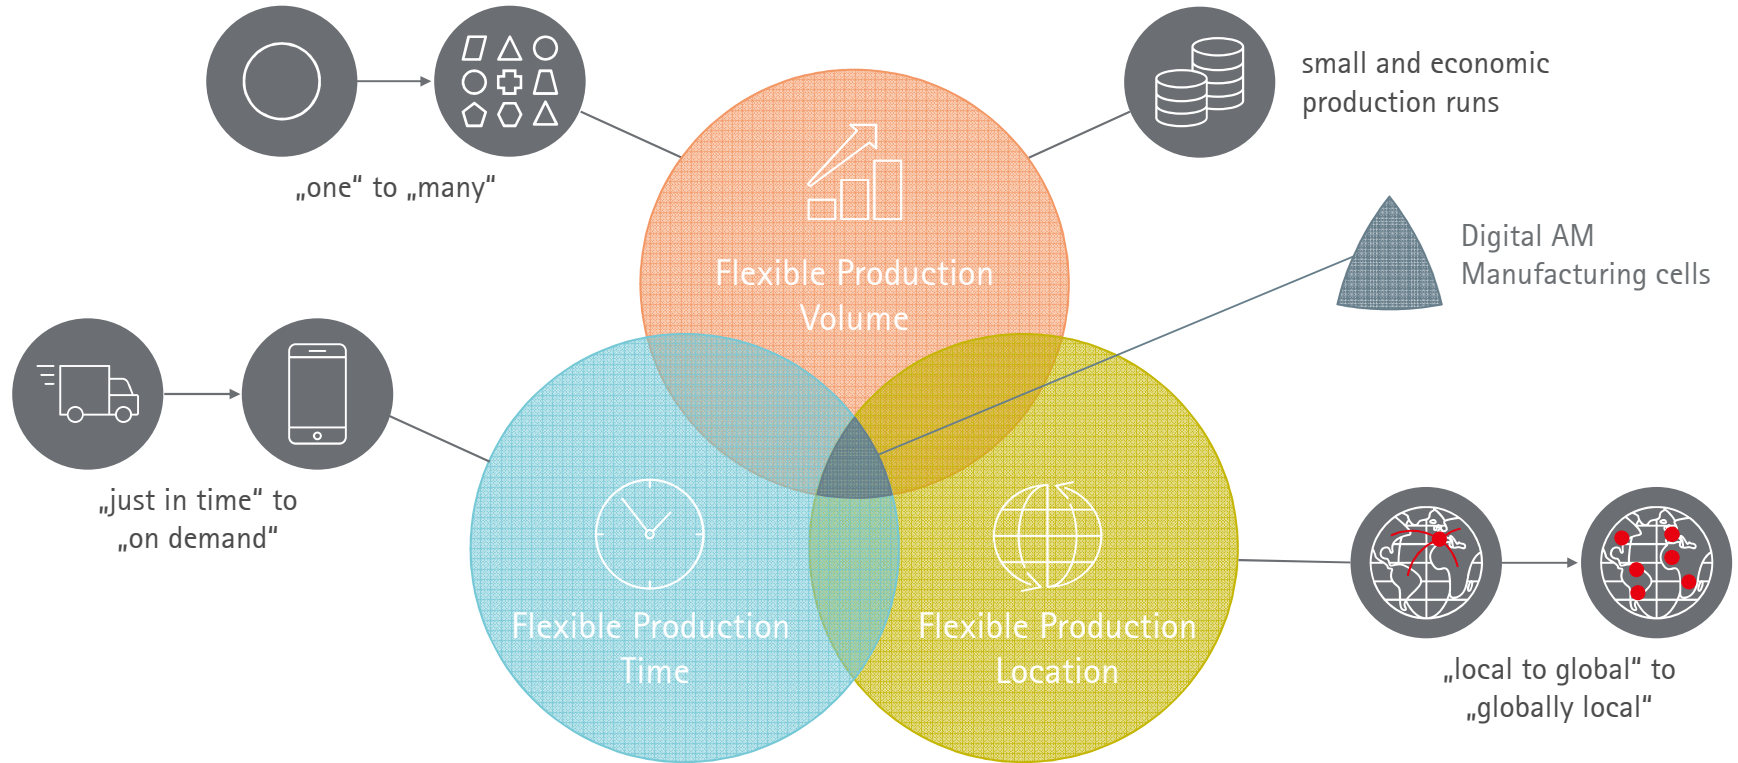 „one“ to „many“
small and economic
production runs
Digital AM
Manufacturing cells
Flexible Production
Volume
„just in time“ to
„on demand“
Flexible Production
Time
Flexible Production
Location
„local to global“ to
„globally local“